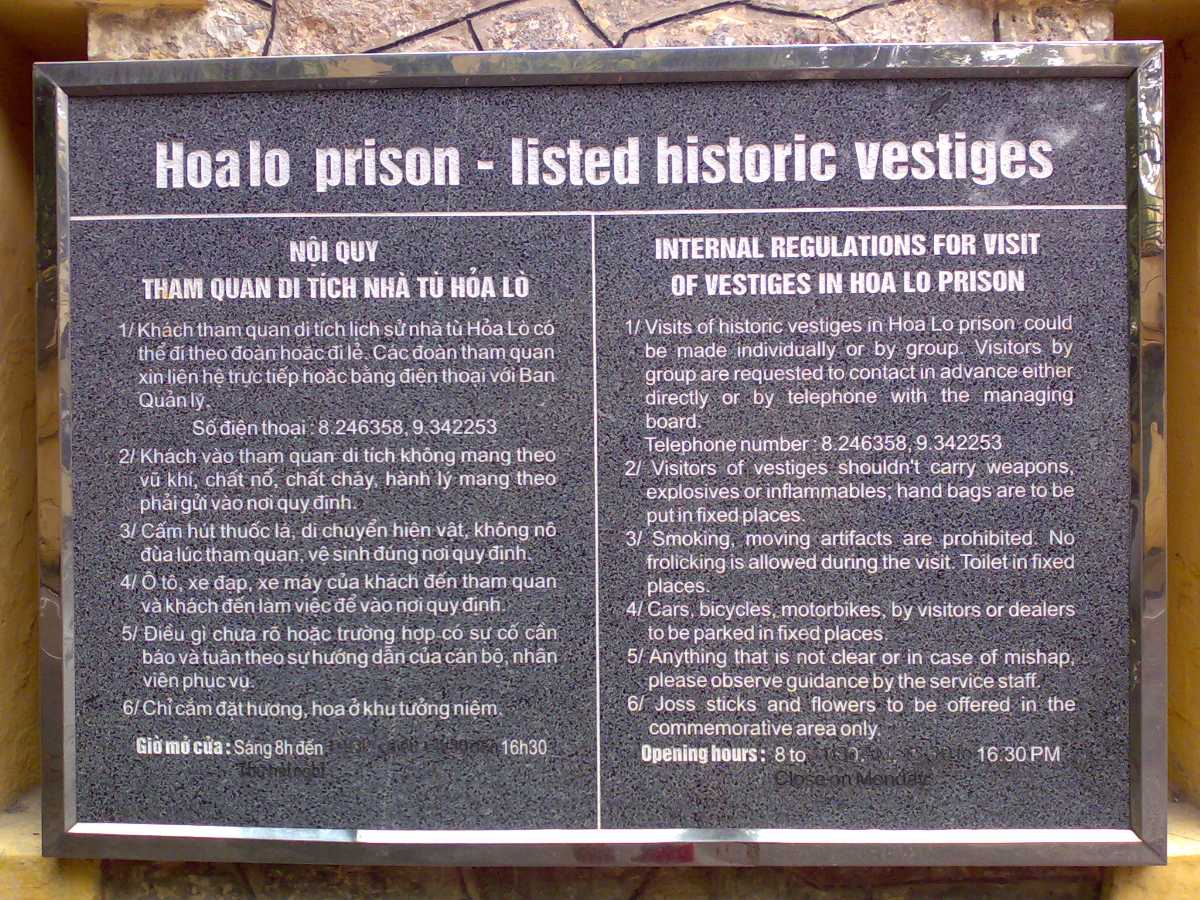 Hoalo prison - listed historic vestiges
NỘI QUY
THAM QUAN DI TÍCH NHÀ TÙ HỎA LÒ
1/ Khách tham quan di tích lịch sử nhà tù Hỏa Lò có
thể đi theo đoàn hoặc đi lẻ. Các đoàn tham quan
xin liên hệ trực tiếp hoặc bằng điện thoại với Ban
Quản lý.
Số điện thoại : 8.246358, 9.342253
2/ Khách vào tham quan di tích không mang theo
vũ khí, chất nổ, chất cháy, hành lý mang theo
phải gửi vào nơi quy định.
3/ Cấm hút thuốc lá, di chuyển hiện vật, không nô
đùa lúc tham quan, vệ sinh đúng nơi quy định.
4/ Ô tô, xe đạp, xe máy của khách đến tham quan
và khách đến làm việc để vào nơi quy định.
5/ Điều gì chưa rõ hoặc trường hợp có sự cố cần
báo và tuân theo sự hướng dẫn của cán bộ, nhân
viên phục vụ.
6/ Chỉ cắm đặt hương, hoa ở khu tưởng niệm.
Giờ mở cửa : Sáng 8h đến 16h30
INTERNAL REGULATIONS FOR VISIT
OF VESTIGES IN HOA LO PRISON
1/ Visits of historic vestiges in Hoa Lo prison could
be made individually or by group. Visitors by
group are requested to contact in advance either
directly or by telephone with the managing
board.
Telephone number : 8.246358, 9.342253
2/ Visitors of vestiges shouldn't carry weapons,
explosives or inflammables; hand bags are to be
put in fixed places.
3/ Smoking, moving artifacts are prohibited. No
frolicking is allowed during the visit. Toilet in fixed
places.
4/ Cars, bicycles, motorbikes, by visitors or dealers
to be parked in fixed places.
5/ Anything that is not clear or in case of mishap,
please observe guidance by the service staff.
6/ Joss sticks and flowers to be offered in the
commemorative area only.
Opening hours : 8 to 16.30 PM
Close on Monday